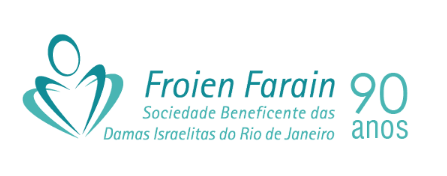 Froien Farain
Sociedade Beneficente das
Damas Israelitas do Rio de Janeiro
90
anos